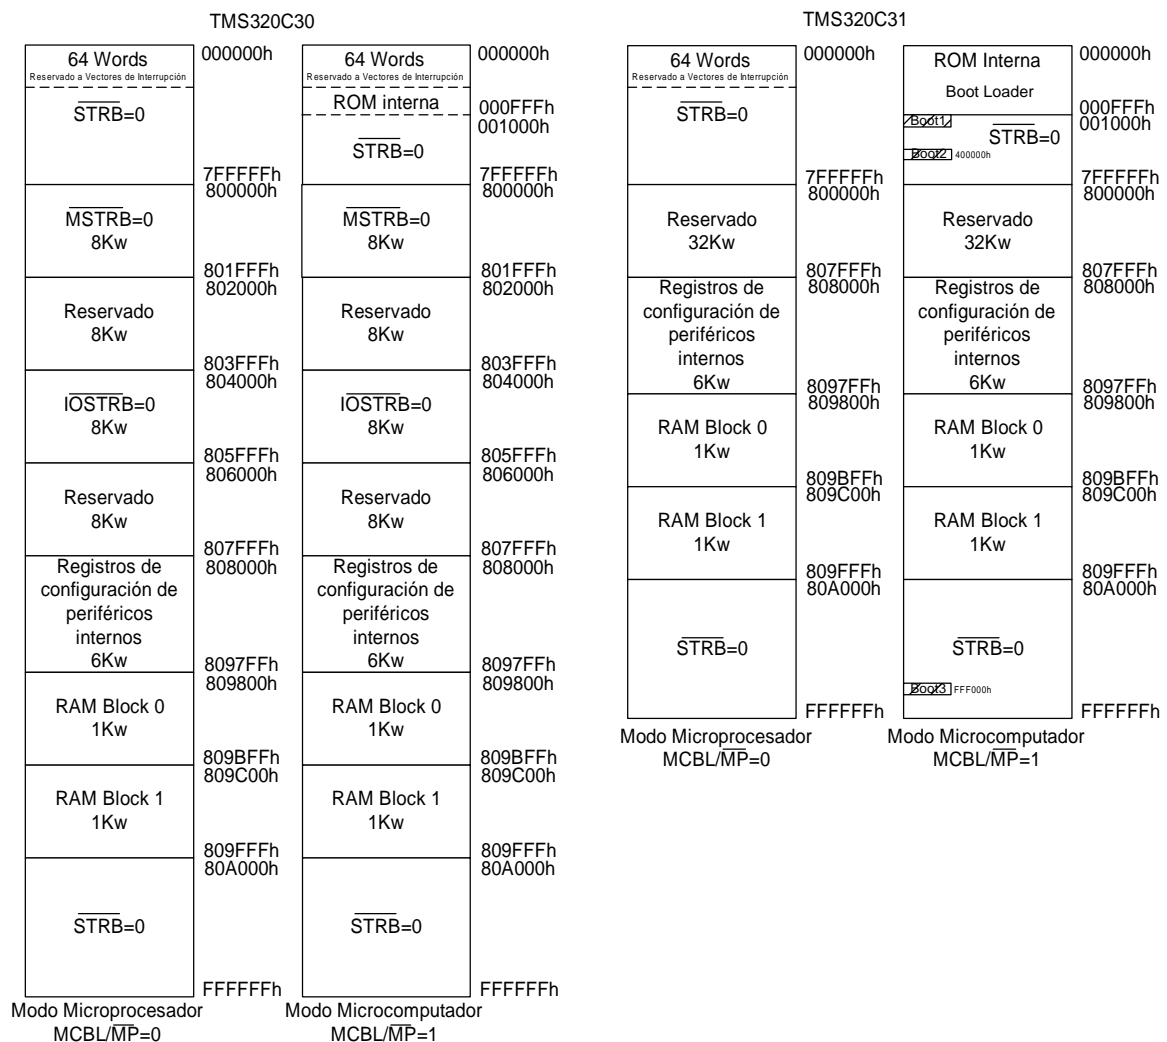 TMS320C30
64 Words
Reservado a Vectores de Interrupción
STRB=0
MSTRB=0
8Kw
Reservado
8Kw
IOSTRB=0
8Kw
Reservado
8Kw
Registros de
configuración de
periféricos
internos
6Kw
RAM Block 0
1Kw
RAM Block 1
1Kw
STRB=0
000000h
7FFFFFh
800000h
801FFFh
802000h
803FFFh
804000h
805FFFh
806000h
807FFFh
808000h
8097FFh
809800h
809BFFh
809C00h
809FFFh
80A000h
FFFFFFh
Modo Microprocesador
MCBL/MP=0
64 Words
Reservado a Vectores de Interrupción
ROM interna
STRB=0
MSTRB=0
8Kw
Reservado
8Kw
IOSTRB=0
8Kw
Reservado
8Kw
Registros de
configuración de
periféricos
internos
6Kw
RAM Block 0
1Kw
RAM Block 1
1Kw
STRB=0
000000h
000FFFh
001000h
7FFFFFh
800000h
801FFFh
802000h
803FFFh
804000h
805FFFh
806000h
807FFFh
808000h
8097FFh
809800h
809BFFh
809C00h
809FFFh
80A000h
FFFFFFh
Modo Microcomputador
MCBL/MP=1
TMS320C31
64 Words
Reservado a Vectores de Interrupción
STRB=0
Reservado
32Kw
Registros de
configuración de
periféricos
internos
6Kw
RAM Block 0
1Kw
RAM Block 1
1Kw
STRB=0
000000h
7FFFFFh
800000h
807FFFh
808000h
8097FFh
809800h
809BFFh
809C00h
809FFFh
80A000h
FFFFFFh
Modo Microprocesador
MCBL/MP=0
ROM Interna
Boot Loader
Boot1
STRB=0
Boot2 400000h
Reservado
32Kw
Registros de
configuración de
periféricos
internos
6Kw
RAM Block 0
1Kw
RAM Block 1
1Kw
STRB=0
Boot3 FFF000h
000000h
000FFFh
001000h
7FFFFFh
800000h
807FFFh
808000h
8097FFh
809800h
809BFFh
809C00h
809FFFh
80A000h
FFFFFFh
Modo Microcomputador
MCBL/MP=1